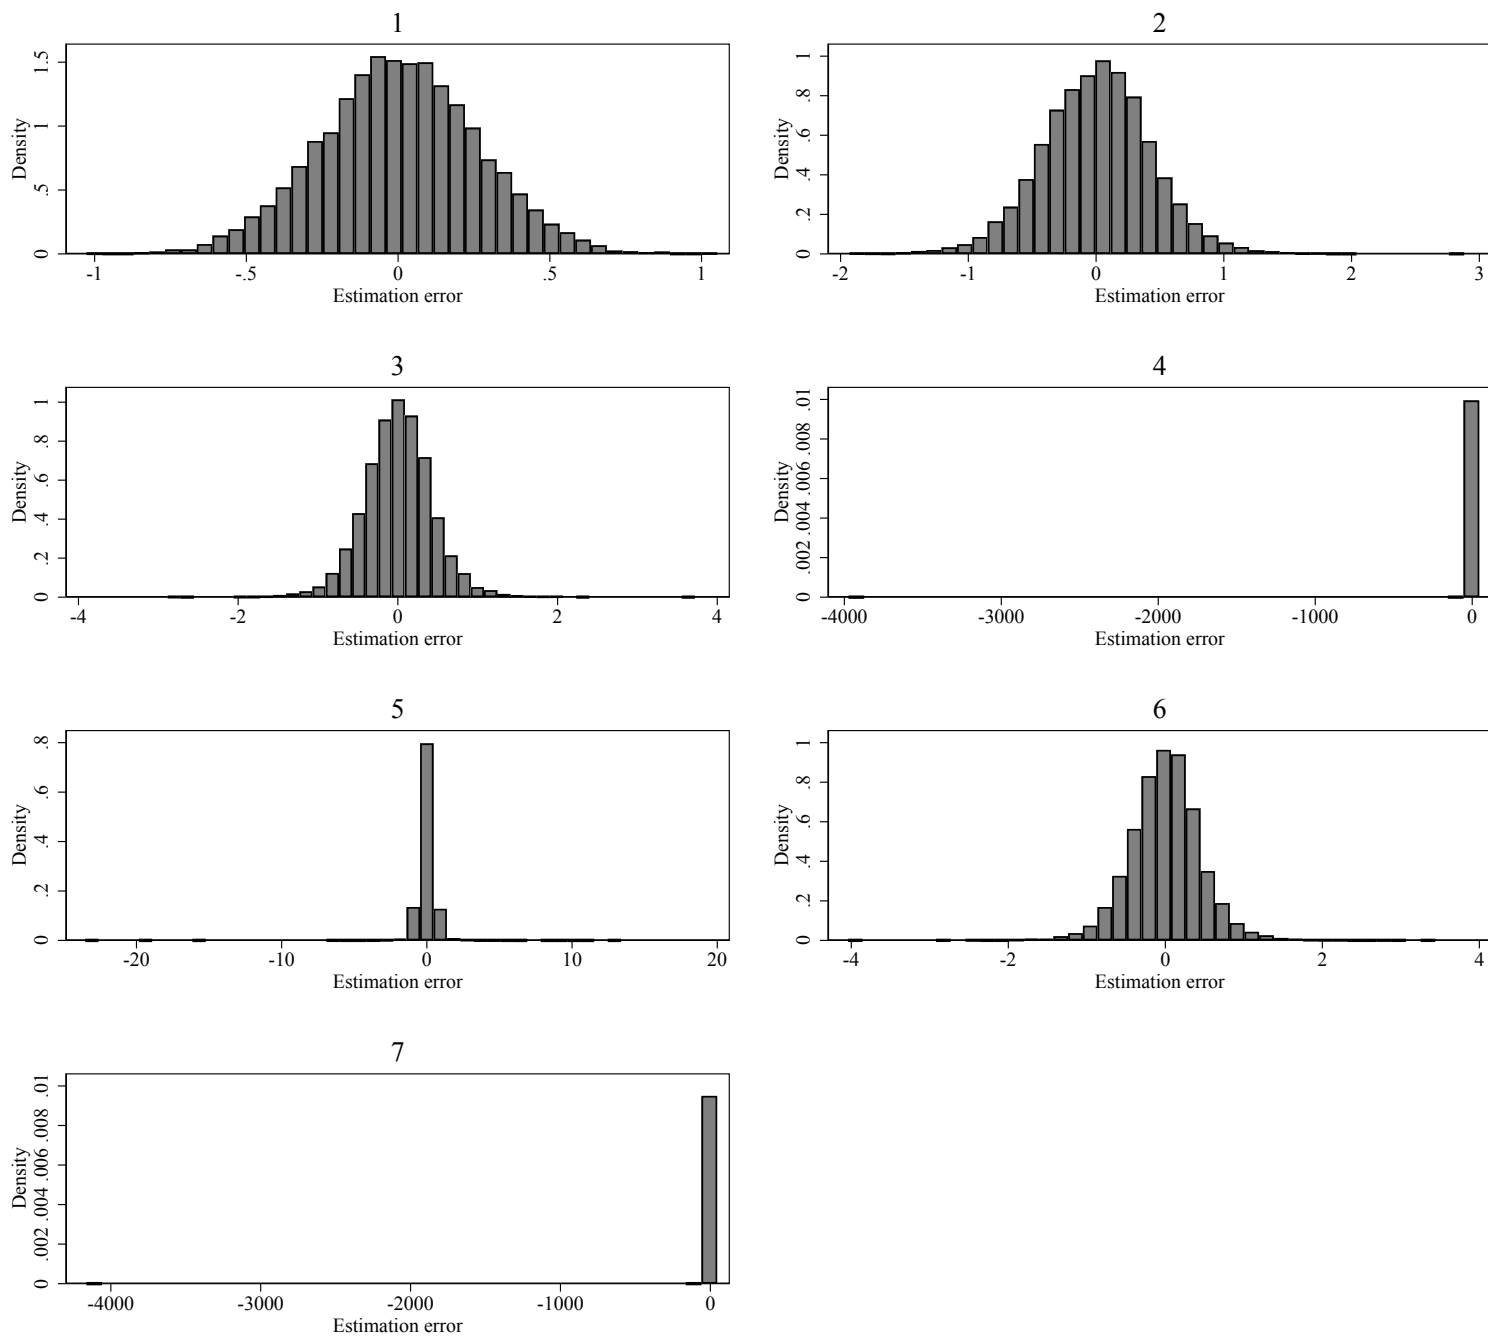 1
Density
0 .5 1 1.5
-1 -.5 0 .5 1
Estimation error
2
Density
0 .2 .4 .6 .8 1
-2 -1 0 1 2 3
Estimation error
3
Density
0 .2 .4 .6 .8 1
-4 -2 0 2 4
Estimation error
4
Density
0 .002 .004 .006 .008 .01
-4000 -3000 -2000 -1000 0
Estimation error
5
Density
0 .2 .4 .6 .8
-20 -10 0 10 20
Estimation error
6
Density
0 .2 .4 .6 .8 1
-4 -2 0 2 4
Estimation error
7
Density
0 .002 .004 .006 .008 .01
-4000 -3000 -2000 -1000 0
Estimation error